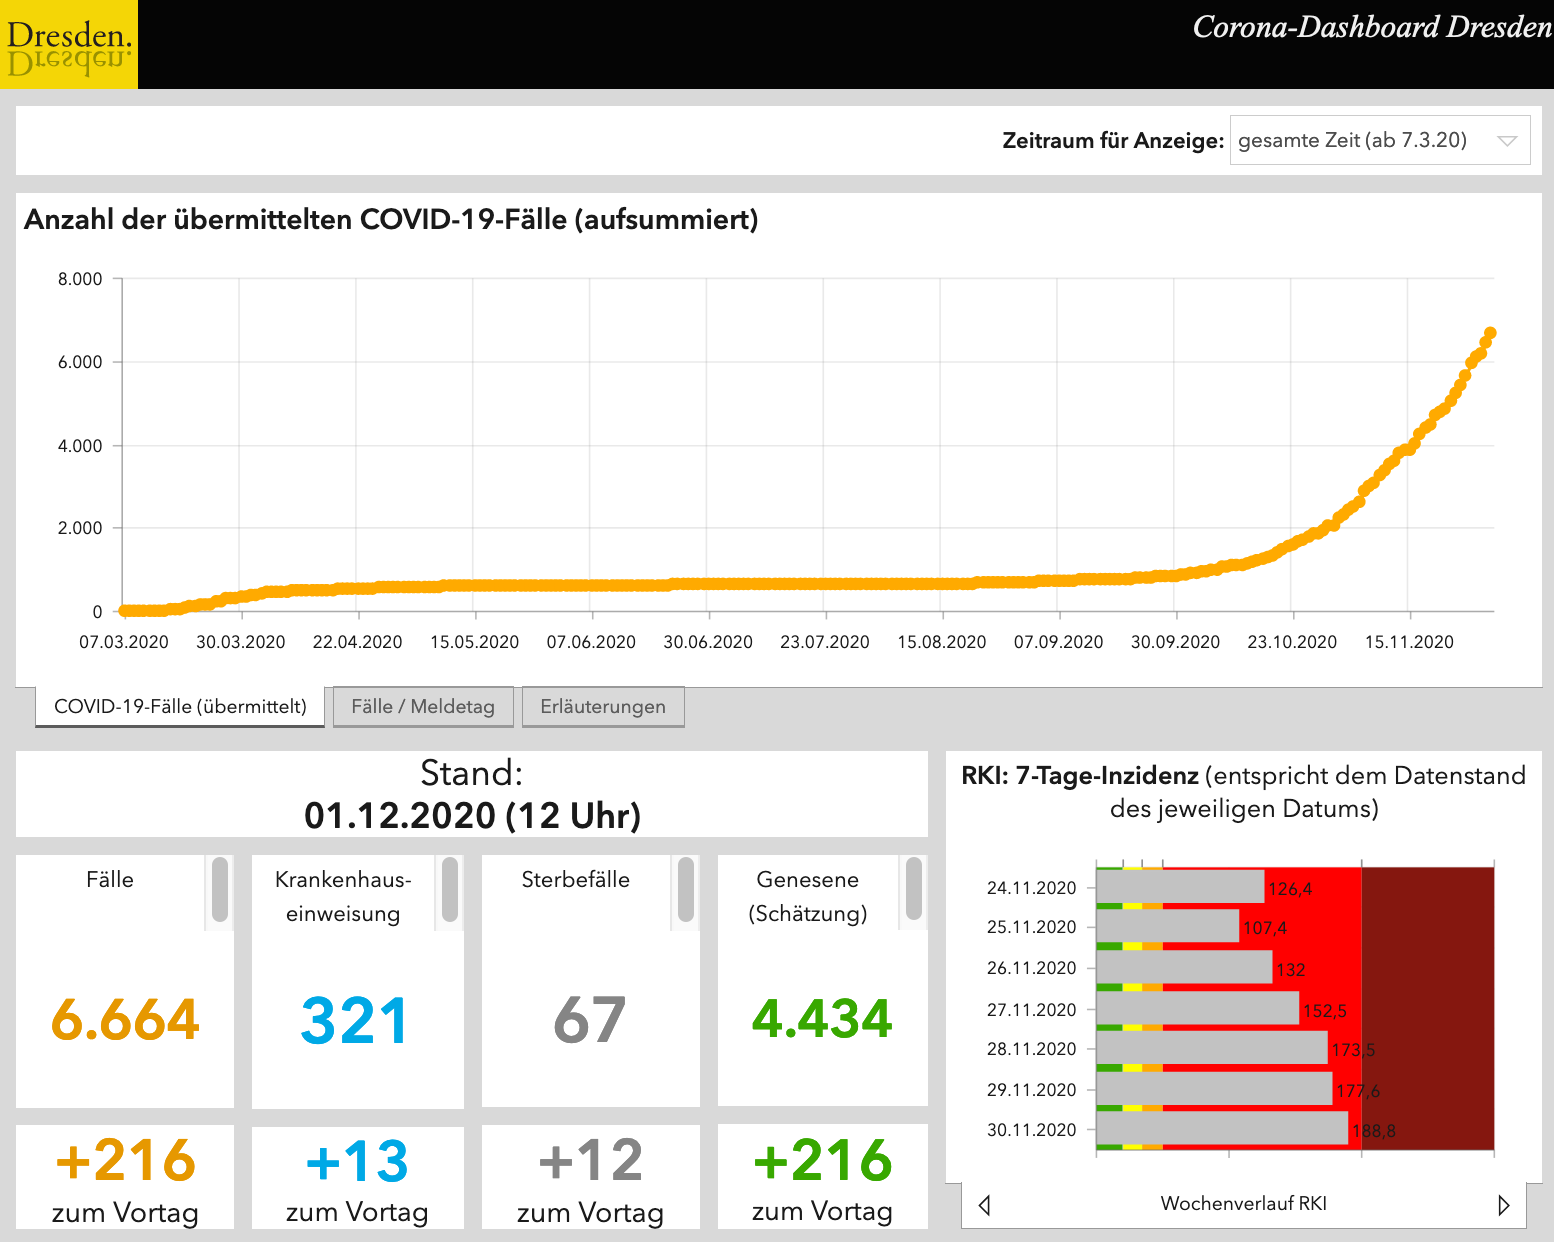 Dresden.
Dresden.
Corona-Dashboard Dresden
Zeitraum für Anzeige: gesamte Zeit (ab 7.3.20)
Anzahl der übermittelten COVID-19-Fälle (aufsummiert)
8.000
6.000
4.000
2.000
0
07.03.2020 30.03.2020 22.04.2020 15.05.2020 07.06.2020 30.06.2020 23.07.2020 15.08.2020 07.09.2020 30.09.2020 23.10.2020 15.11.2020
COVID-19-Fälle (übermittelt) Fälle / Meldetag Erläuterungen
Stand:
01.12.2020 (12 Uhr)
Fälle
6.664
+216
zum Vortag
Krankenhaus-
einweisung
321
+13
zum Vortag
Sterbefälle
67
+12
zum Vortag
Genesene
(Schätzung)
4.434
+216
zum Vortag
RKI: 7-Tage-Inzidenz (entspricht dem Datenstand
des jeweiligen Datums)
24.11.2020 126,4
25.11.2020 107,4
26.11.2020 132
27.11.2020 152,5
28.11.2020 173,5
29.11.2020 177,6
30.11.2020 188,8
Wochenverlauf RKI